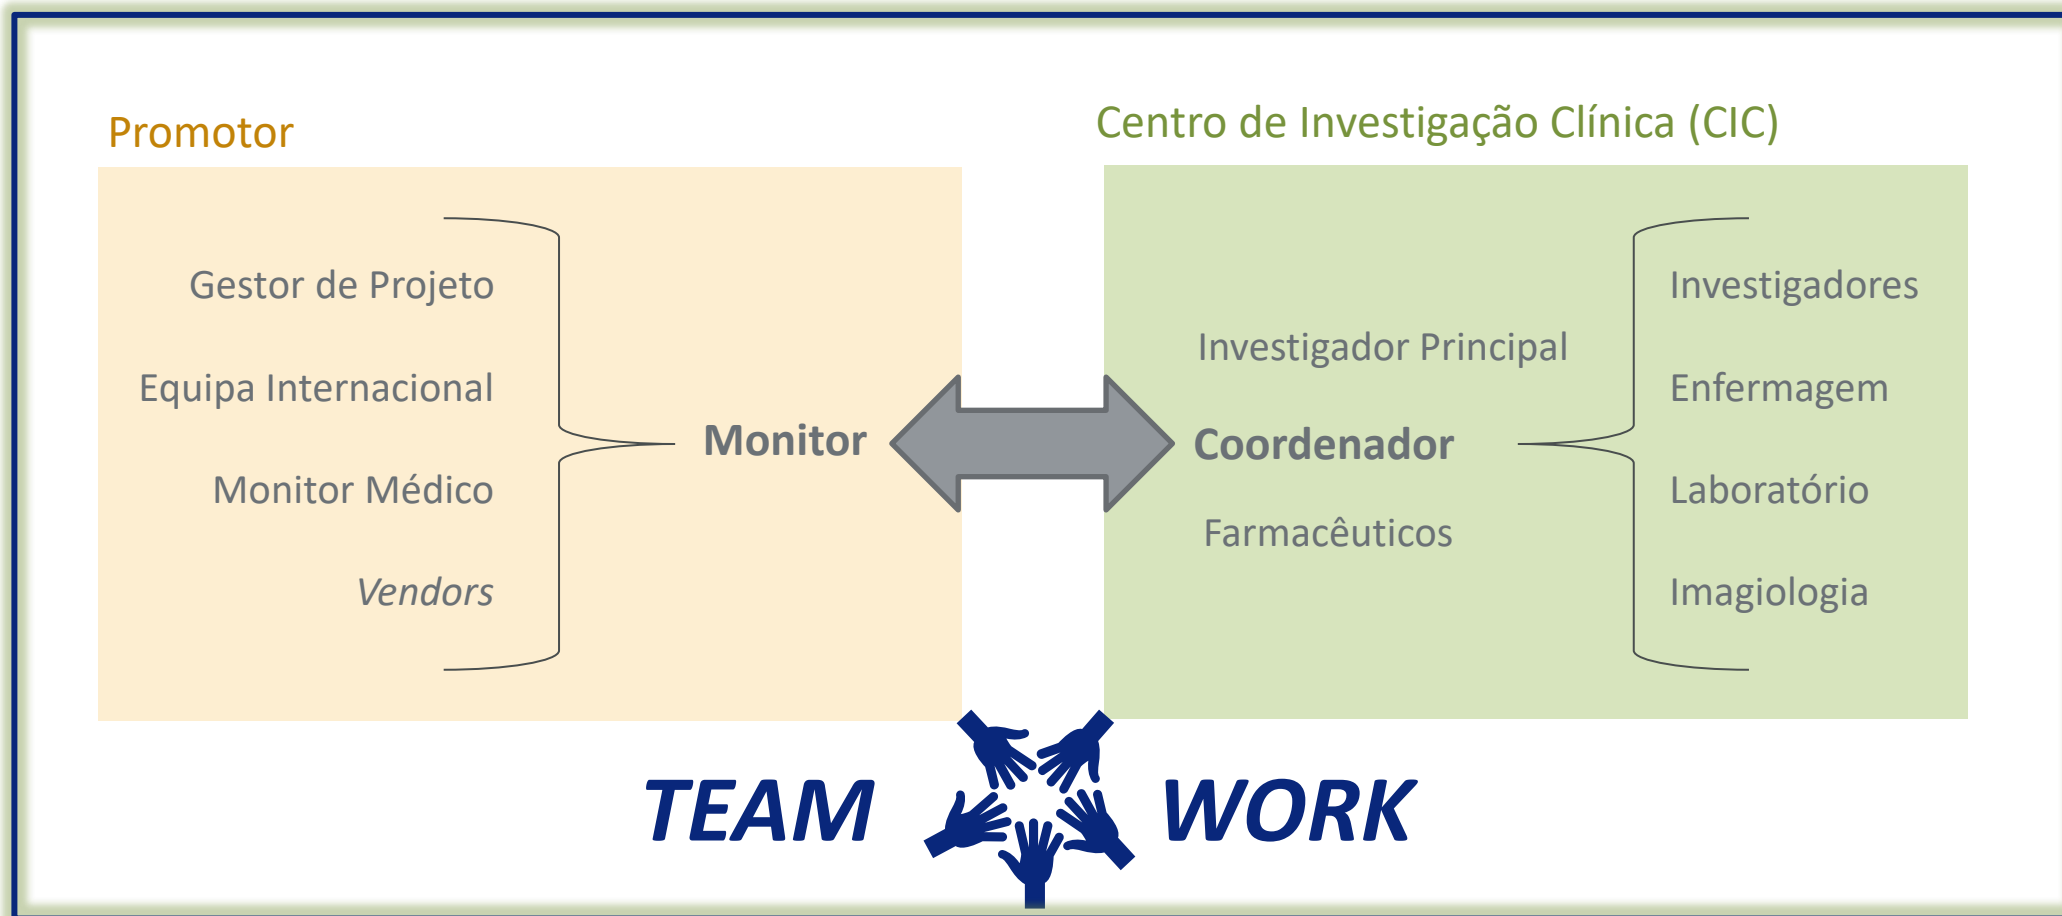 Promotor
Gestor de Projeto
Equipa Internacional
Monitor Médico
Vendors
Monitor
Centro de Investigação Clínica (CIC)
Investigador Principal
Coordenador
Farmacêuticos
Investigadores
Enfermagem
Laboratório
Imagiologia
TEAM WORK